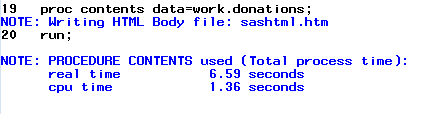 19   proc contents data=work.donations;
NOTE: Writing HTML Body file: sashtml.htm
20   run;
NOTE: PROCEDURE CONTENTS used (Total process time):
real time           6.59 seconds
cpu time            1.36 seconds